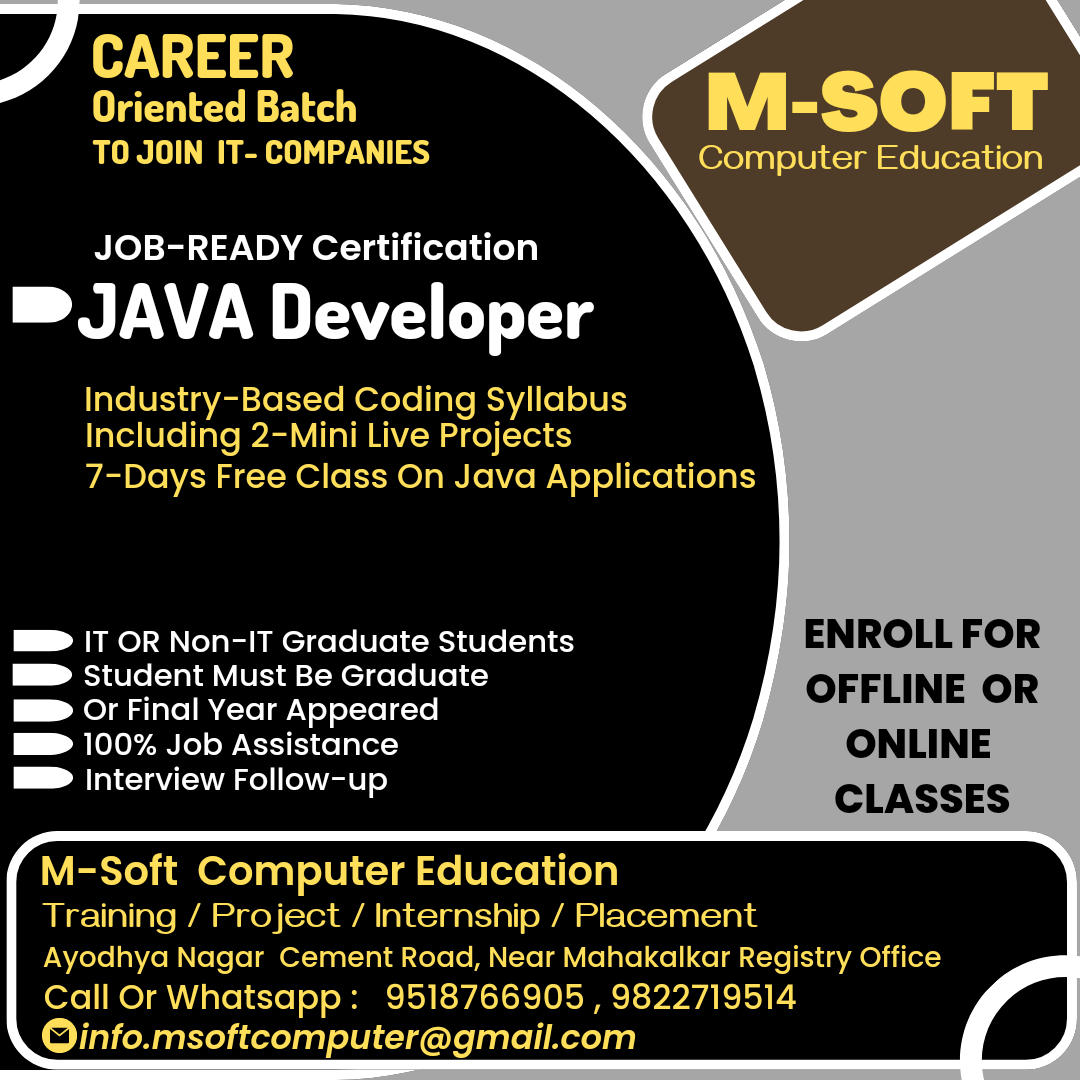 CAREER
Oriented Batch
TO JOIN IT- COMPANIES
M-SOFT
Computer Education
JOB-READY Certification
JAVA Developer
Industry-Based Coding Syllabus
Including 2-Mini Live Projects
7-Days Free Class On Java Applications
IT OR Non-IT Graduate Students
Student Must Be Graduate
Or Final Year Appeared
100% Job Assistance
Interview Follow-up
ENROLL FOR
OFFLINE OR
ONLINE
CLASSES
M-Soft Computer Education
Training / Project / Internship / Placement
Ayodhya Nagar Cement Road, Near Mahakalkar Registry Office
Call Or Whatsapp : 9518766905 , 9822719514
info.msoftcomputer@gmail.com